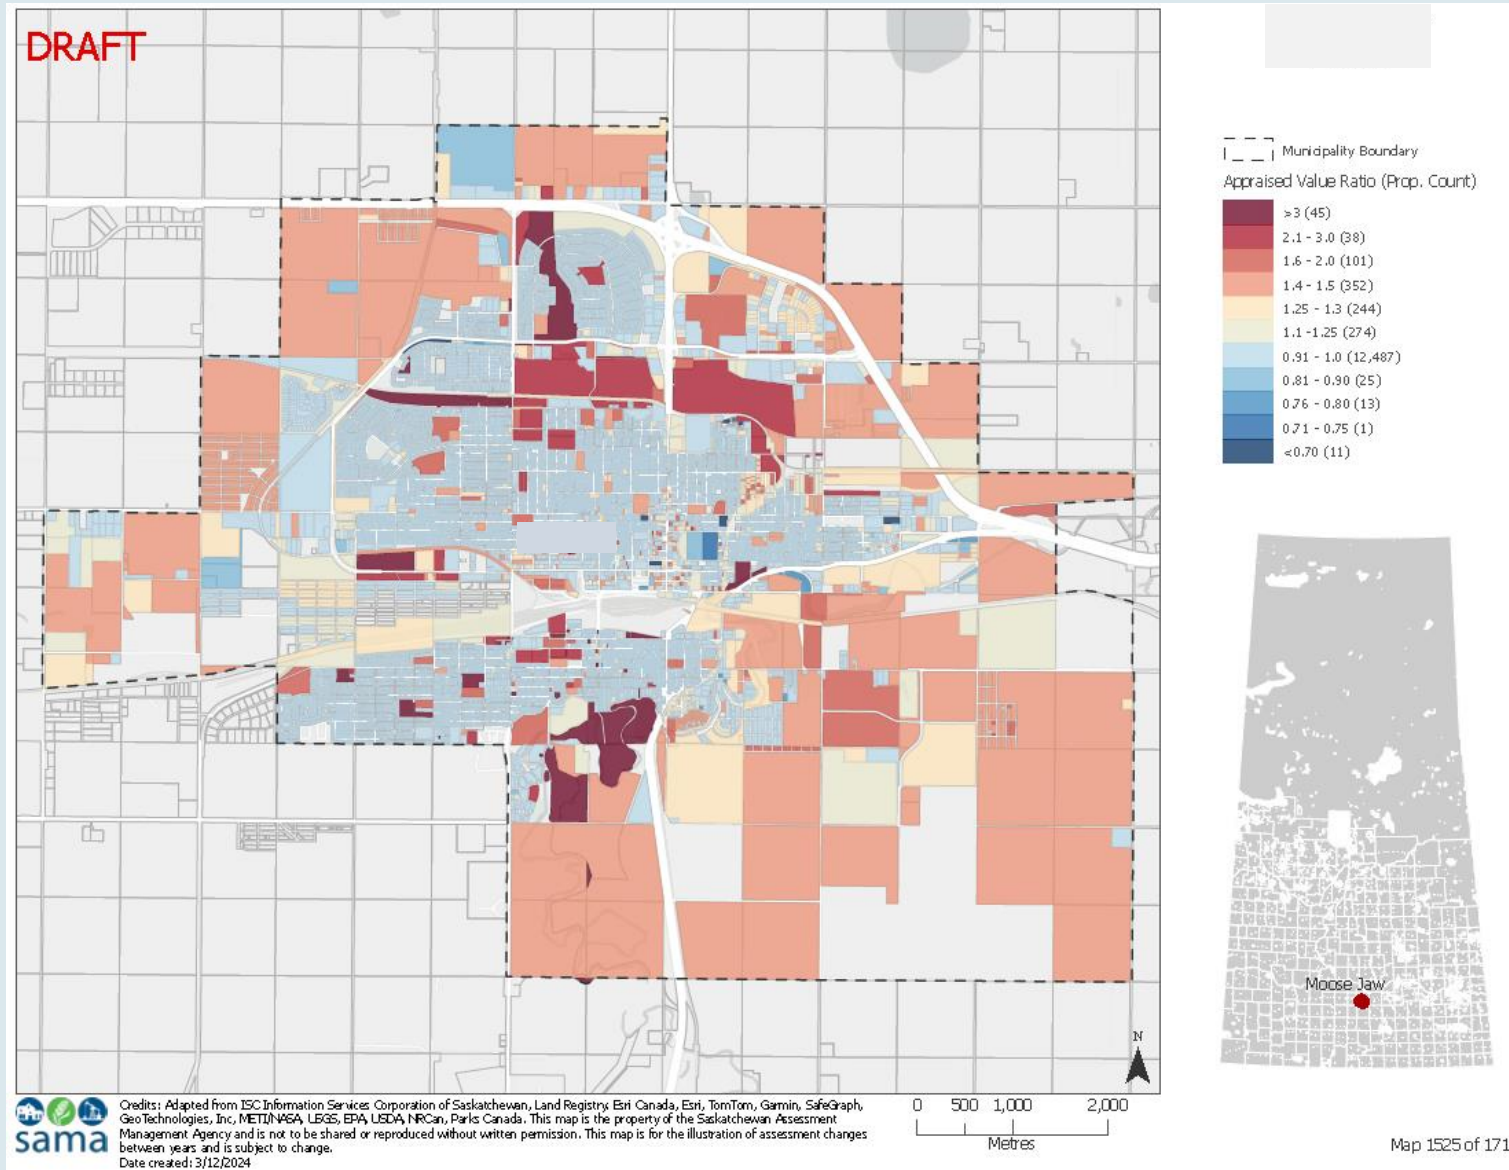 DRAFT
Municipality Boundary
Appraised Value Ratio (Prop. Count)
>3 (45)
2.1 - 3.0 (38)
1.6 - 2.0 (101)
1.4 - 1.5 (352)
1.25 - 1.3 (244)
1.1 -1.25 (274)
0.91 - 1.0 (12,487)
0.81 - 0.90 (25)
0.76 - 0.80 (13)
0.71 - 0.75 (1)
<0.70 (11)
Moose Jaw
N
sama
Credits: Adapted from ISC Information Services Corporation of Saskatchewan, Land Registry, Esri Canada, Esri, TomTom, Garmin, SafeGraph,
GeoTechnologies, Inc, METI/NASA, USGS, EPA, USDA, NRCan, Parks Canada. This map is the property of the Saskatchewan Assessment
Management Agency and is not to be shared or reproduced without written permission. This map is for the illustration of assessment changes
between years and is subject to change.
Date created: 3/12/2024
0 500 1,000 2,000
Metres
Map 1525 of 171